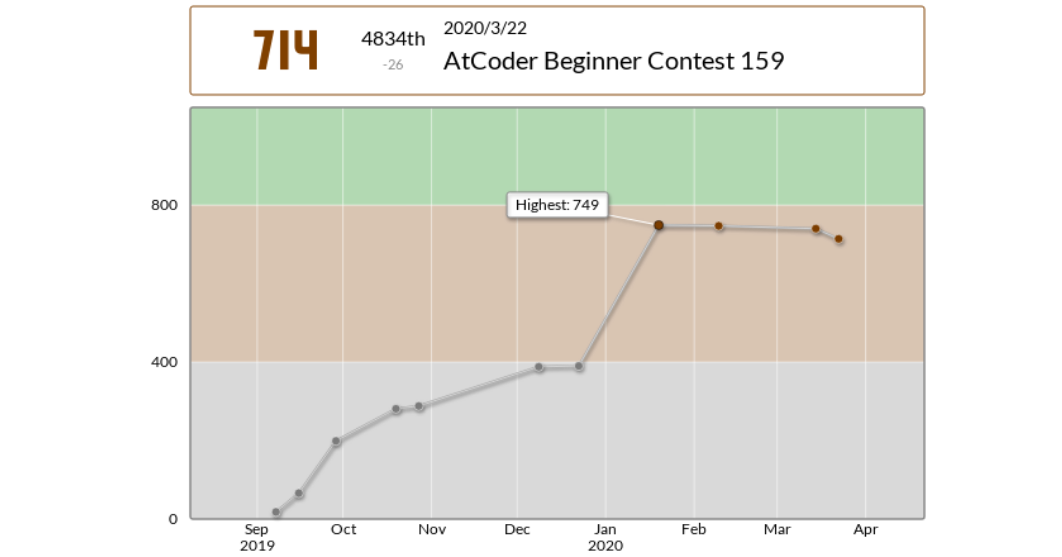 714
4834th
-26
2020/3/22
AtCoder Beginner Contest 159
800
Highest: 749
400
0
Sep
2019
Oct
Nov
Dec
Jan
2020
Feb
Mar
Apr